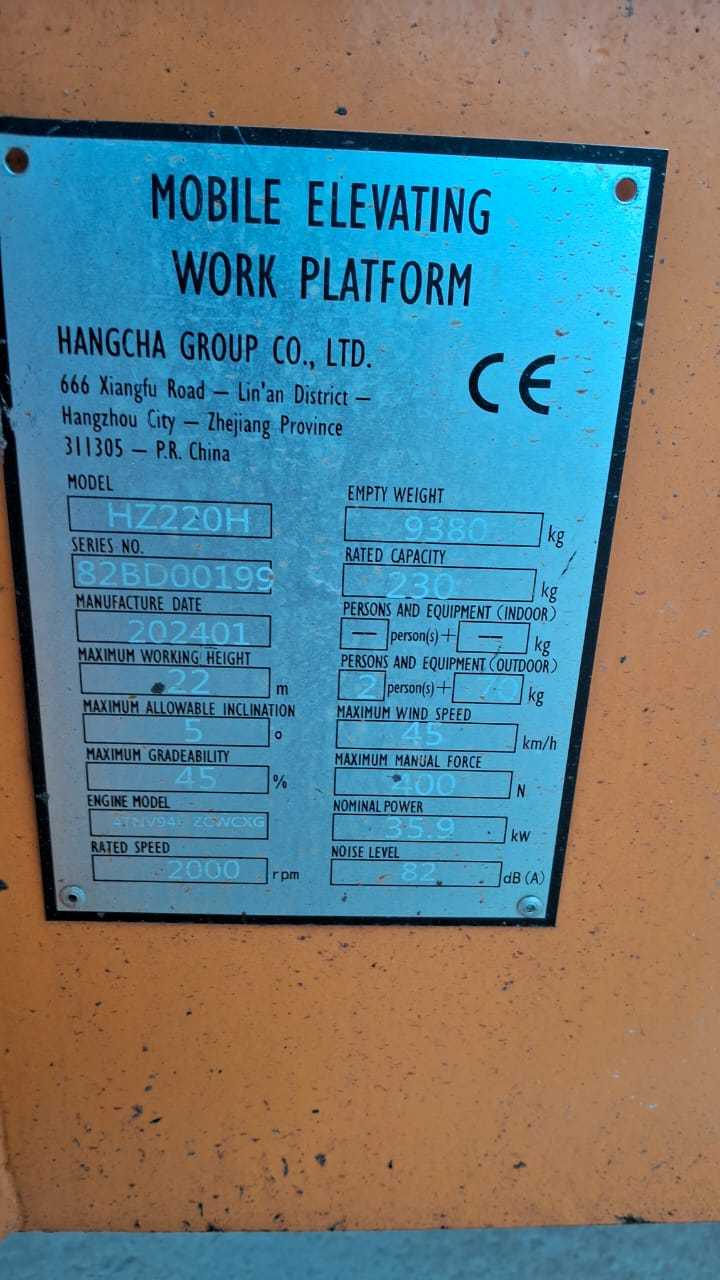 MOBILE ELEVATING
WORK PLATFORM
HANGCHA GROUP CO., LTD.
666 Xiangfu Road — Lin'an District —
Hangzhou City — Zhejiang Province
311305 — P.R. China
CE
MODEL
HZ220H
SERIES NO.
82BD00199
MANUFACTURE DATE
202401
MAXIMUM WORKING HEIGHT
22 m
MAXIMUM ALLOWABLE INCLINATION
5 °
MAXIMUM GRADEABILITY
45 %
ENGINE MODEL
RATED SPEED
2000 rpm
EMPTY WEIGHT
9380 kg
RATED CAPACITY
230 kg
PERSONS AND EQUIPMENT (INDOOR)
— person(s) + — kg
PERSONS AND EQUIPMENT (OUTDOOR)
2 person(s) + 70 kg
MAXIMUM WIND SPEED
45 km/h
MAXIMUM MANUAL FORCE
400 N
NOMINAL POWER
35.9 kW
NOISE LEVEL
82 dB (A)